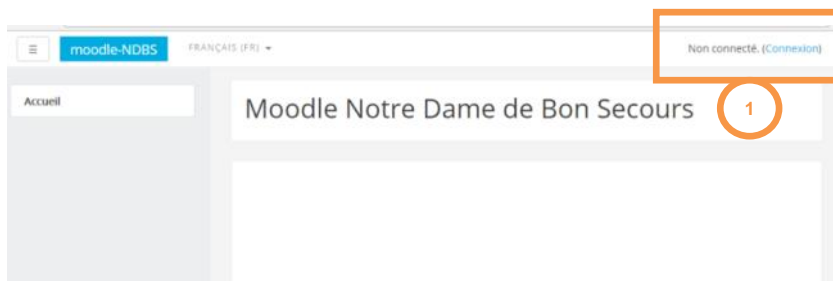 moodle-NDBS FRANÇAIS (FR) Non connecté. (Connexion)
Accueil
Moodle Notre Dame de Bon Secours
1